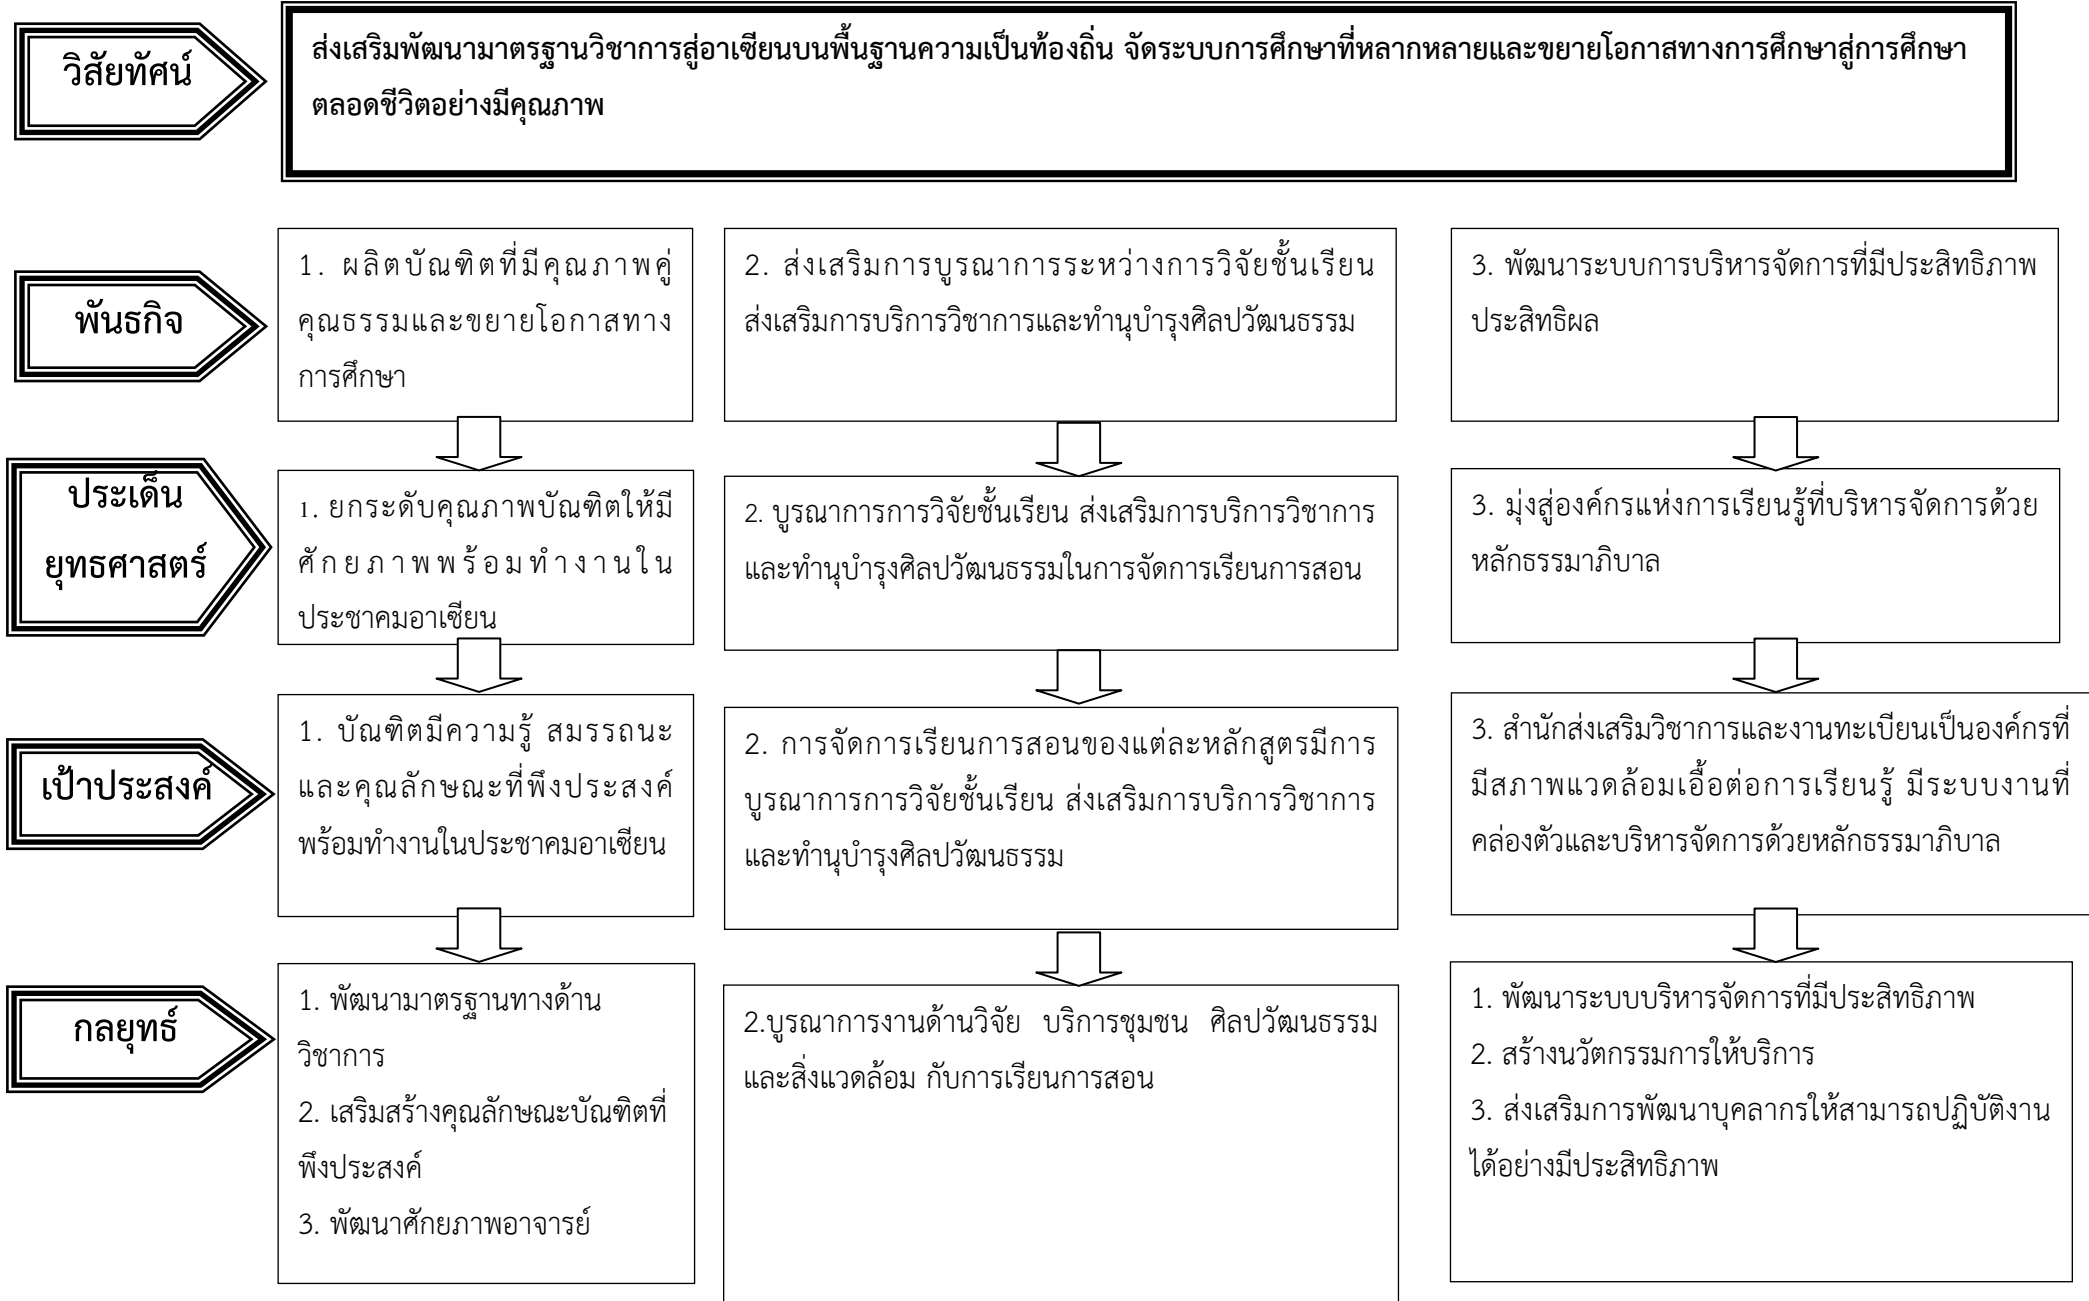 วิสัยทัศน์
ส่งเสริมพัฒนามาตรฐานวิชาการสู่อาเซียนบนพื้นฐานความเป็นท้องถิ่น จัดระบบการศึกษาที่หลากหลายและขยายโอกาสทางการศึกษาสู่การศึกษา
ตลอดชีวิตอย่างมีคุณภาพ
พันธกิจ
1. ผลิตบัณฑิตที่มีคุณภาพคู่
คุณธรรมและขยายโอกาสทาง
การศึกษา
2. ส่งเสริมการบูรณาการระหว่างการวิจัยชั้นเรียน
ส่งเสริมการบริการวิชาการและทำนุบำรุงศิลปวัฒนธรรม
3. พัฒนาระบบการบริหารจัดการที่มีประสิทธิภาพ
ประสิทธิผล
ประเด็น
ยุทธศาสตร์
1. ยกระดับคุณภาพบัณฑิตให้มี
ศักยภาพพร้อมทำงานใน
ประชาคมอาเซียน
2. บูรณาการการวิจัยชั้นเรียน ส่งเสริมการบริการวิชาการ
และทำนุบำรุงศิลปวัฒนธรรมในการจัดการเรียนการสอน
3. มุ่งสู่องค์กรแห่งการเรียนรู้ที่บริหารจัดการด้วย
หลักธรรมาภิบาล
เป้าประสงค์
1. บัณฑิตมีความรู้ สมรรถนะ
และคุณลักษณะที่พึงประสงค์
พร้อมทำงานในประชาคมอาเซียน
2. การจัดการเรียนการสอนของแต่ละหลักสูตรมีการ
บูรณาการการวิจัยชั้นเรียน ส่งเสริมการบริการวิชาการ
และทำนุบำรุงศิลปวัฒนธรรม
3. สำนักส่งเสริมวิชาการและงานทะเบียนเป็นองค์กรที่
มีสภาพแวดล้อมเอื้อต่อการเรียนรู้ มีระบบงานที่
คล่องตัวและบริหารจัดการด้วยหลักธรรมาภิบาล
กลยุทธ์
1. พัฒนามาตรฐานทางด้าน
วิชาการ
2. เสริมสร้างคุณลักษณะบัณฑิตที่
พึงประสงค์
3. พัฒนาศักยภาพอาจารย์
2.บูรณาการงานด้านวิจัย บริการชุมชน ศิลปวัฒนธรรม
และสิ่งแวดล้อม กับการเรียนการสอน
1. พัฒนาระบบบริหารจัดการที่มีประสิทธิภาพ
2. สร้างนวัตกรรมการให้บริการ
3. ส่งเสริมการพัฒนาบุคลากรให้สามารถปฏิบัติงาน
ได้อย่างมีประสิทธิภาพ